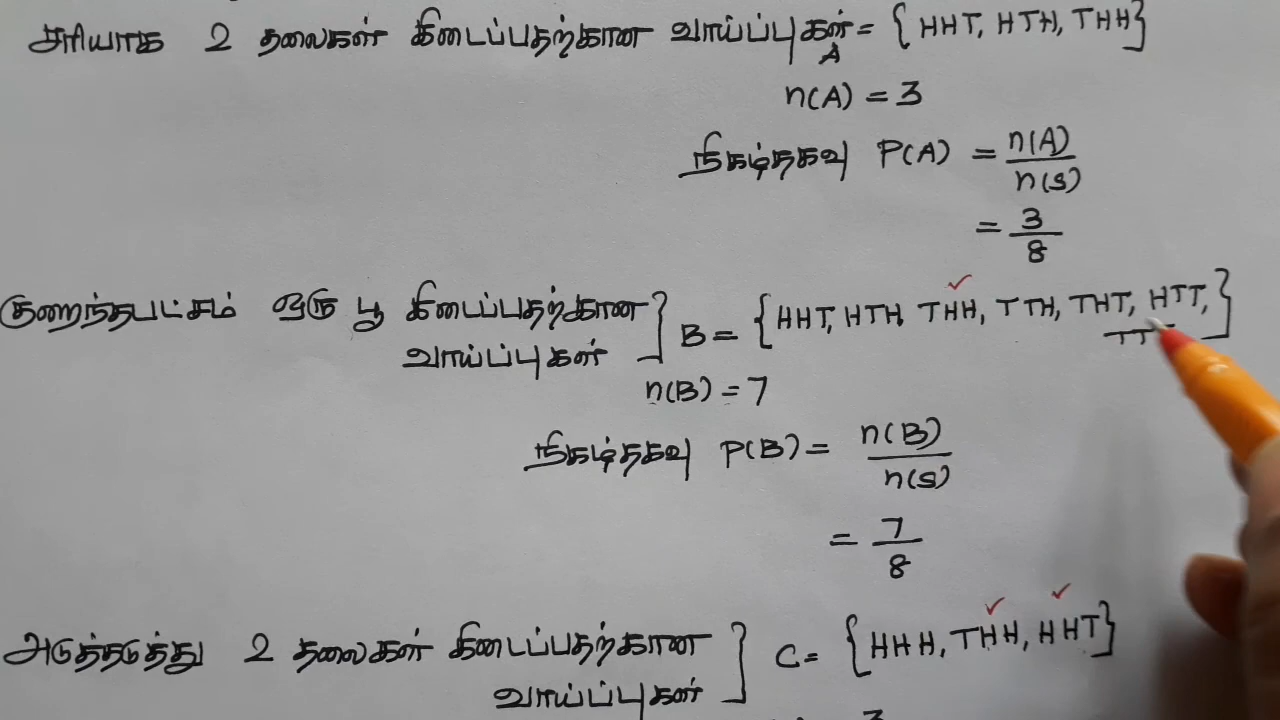 சரியாக 2 தலைகள் கிடைப்பதற்கான வாய்ப்புகள் = { HHT, HTH, THH}
A
n(A) = 3
நிகழ்தகவு P(A) = n(A)
n(s)
= 3
8
குறைந்தபட்சம் ஒரு பூ கிடைப்பதற்கான
வாய்ப்புகள் ] B = { HHT, HTH, THH, TTH, THT, HTT, }
n(B) = 7
நிகழ்தகவு P(B) = n(B)
n(s)
= 7
8
அடுத்தடுத்து 2 தலைகள் கிடைப்பதற்கான
வாய்ப்புகள் ] C = { HHH, THH, HHT}